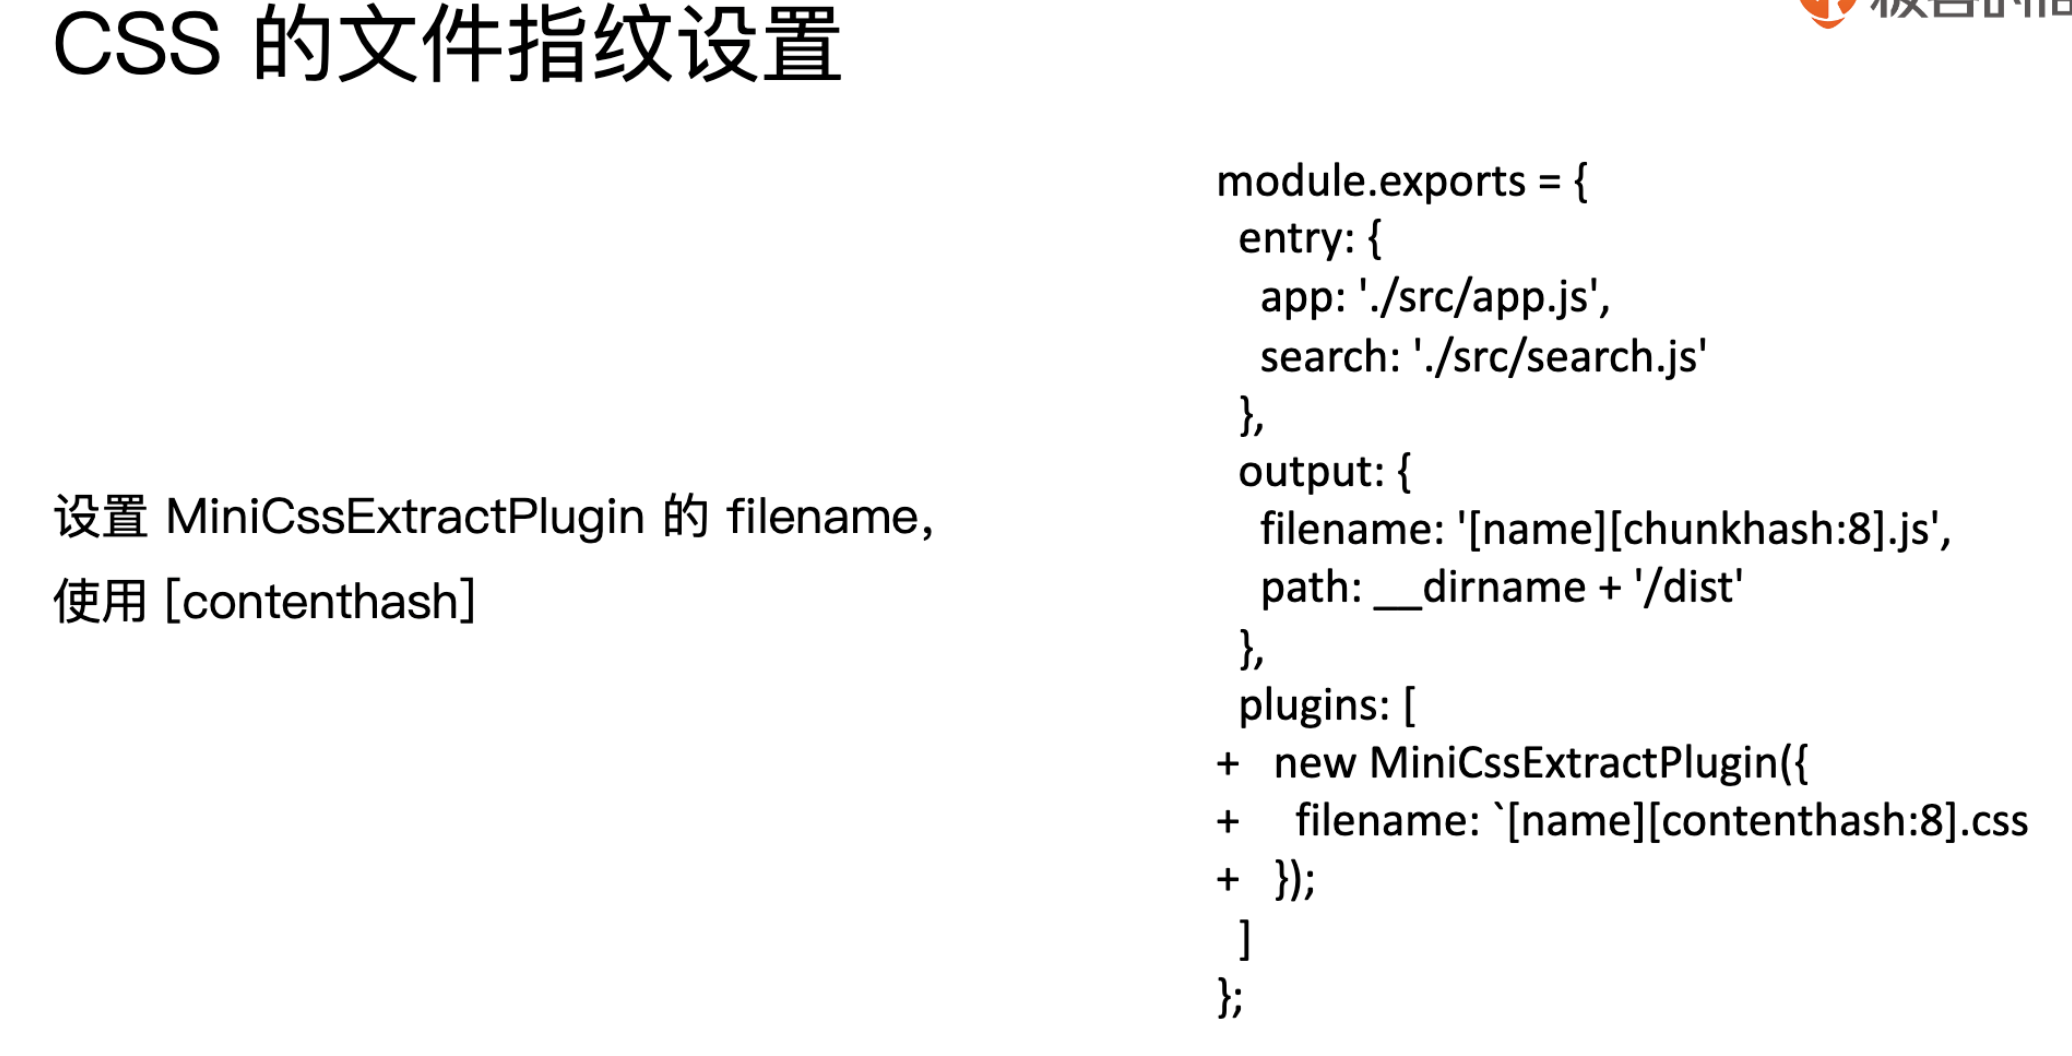 CSS 的文件指纹设置
设置 MiniCssExtractPlugin 的 filename，
使用 [contenthash]
module.exports = {
entry: {
app: './src/app.js',
search: './src/search.js'
},
output: {
filename: '[name][chunkhash:8].js',
path: __dirname + '/dist'
},
plugins: [
+ new MiniCssExtractPlugin({
+ filename: `[name][contenthash:8].css
+ });
]
};